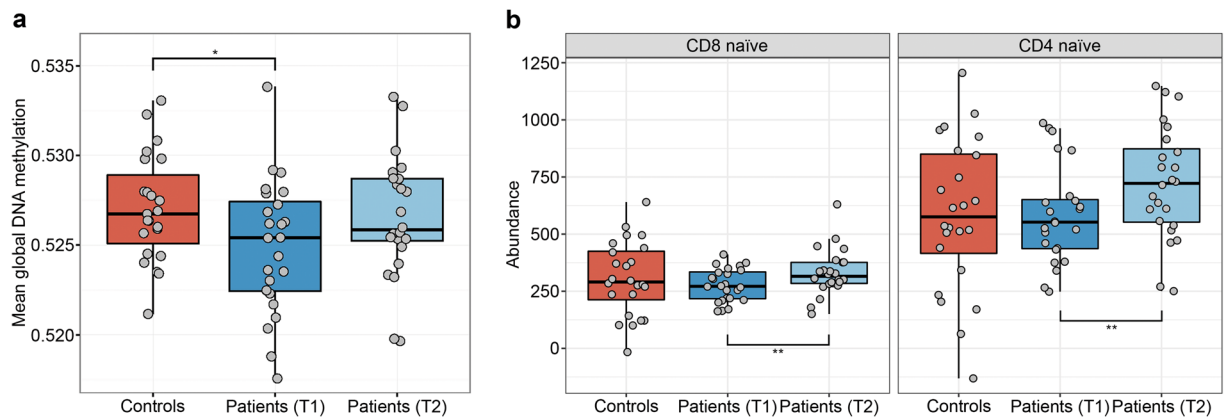 a
*
Mean global DNA methylation
0.535
0.530
0.525
0.520
Controls Patients (T1) Patients (T2)
b
CD8 naïve CD4 naïve
Abundance
1250
1000
750
500
250
0
**
**
Controls Patients (T1) Patients (T2) Controls Patients (T1) Patients (T2)